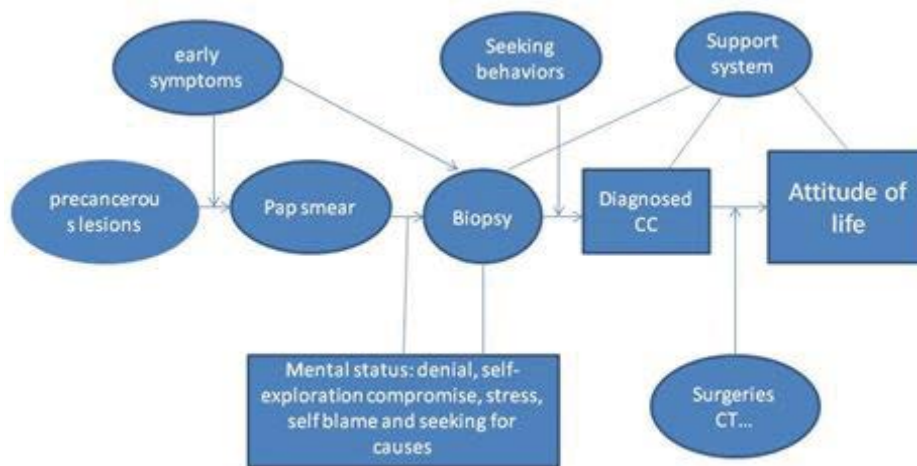 early
symptoms
Seeking
behaviors
Support
system
precancerou
s lesions
Pap smear
Biopsy
Diagnosed
CC
Attitude of
life
Mental status: denial, self-
exploration compromise, stress,
self blame and seeking for
causes
Surgeries
CT...